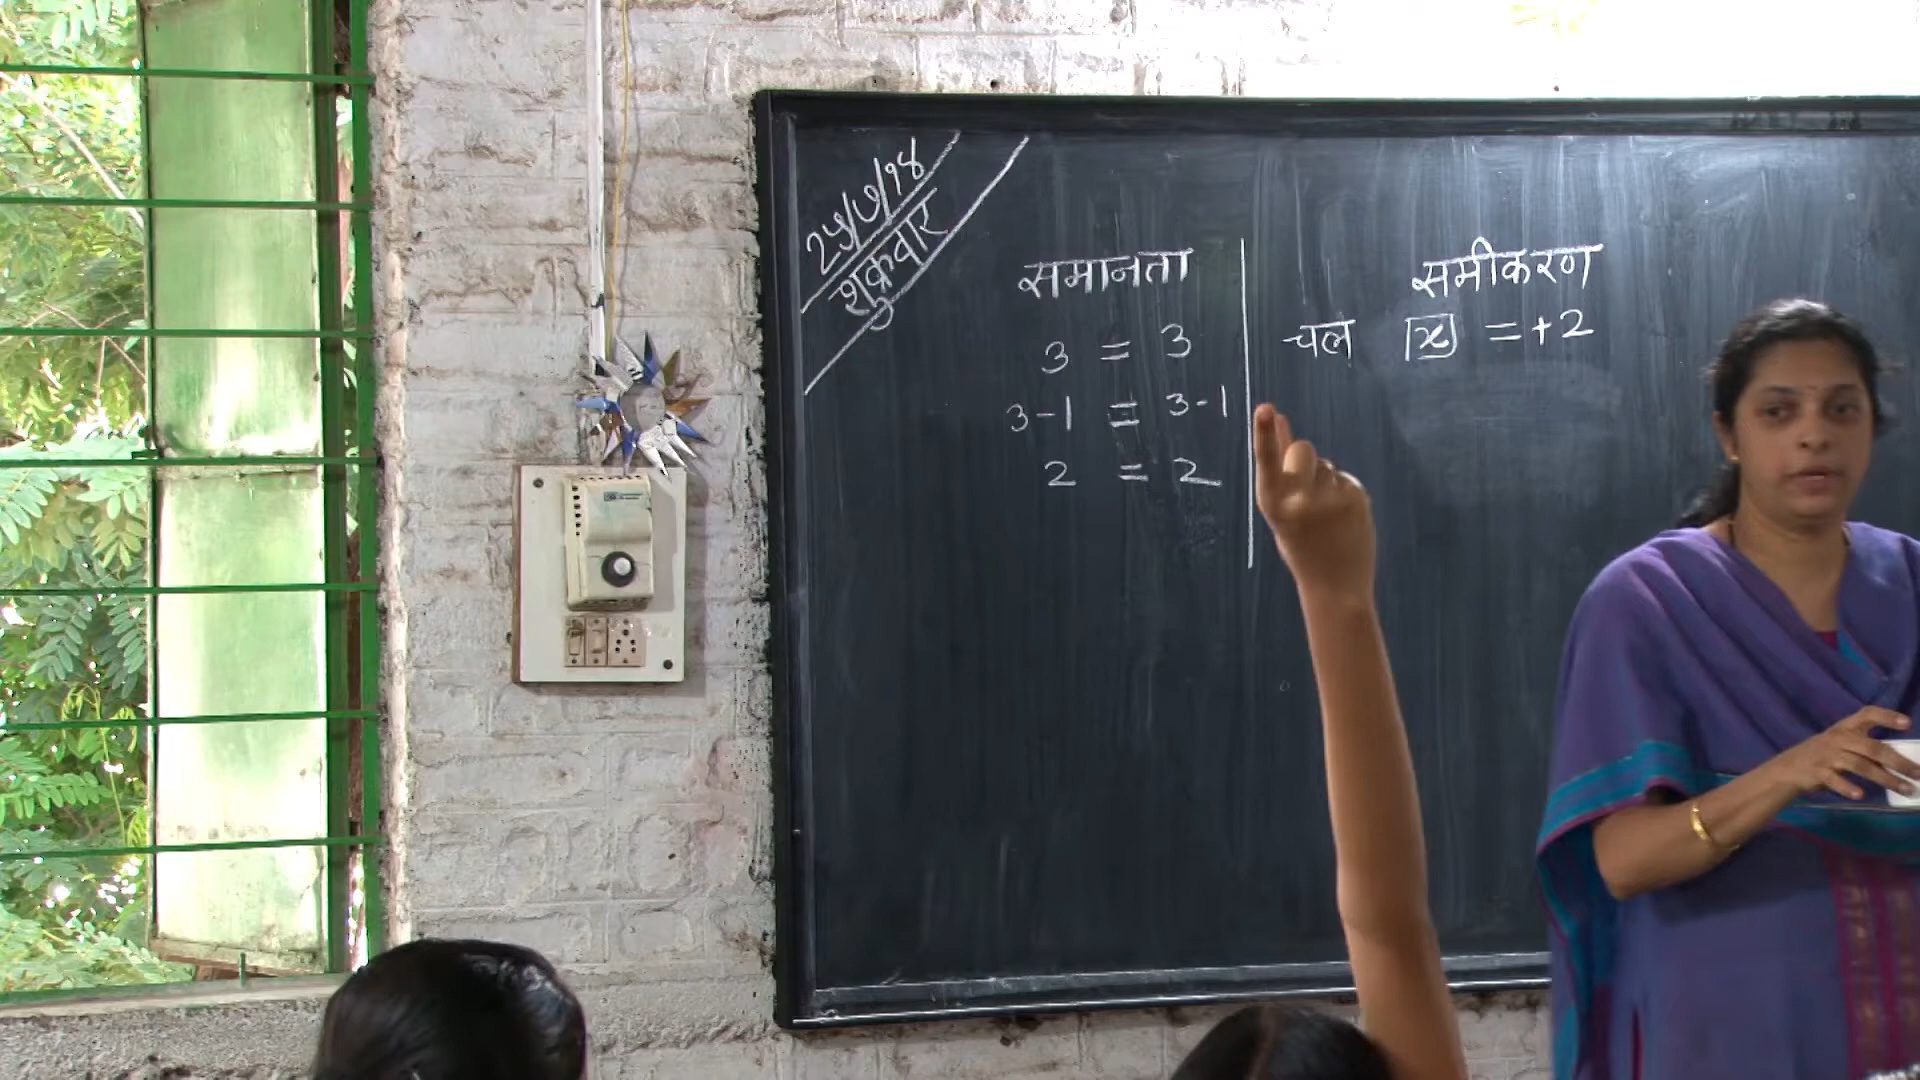 २५/७/१४
शुक्रवार
समानता
3 = 3
3-1 = 3-1
2 = 2
समीकरण
चल x = +2